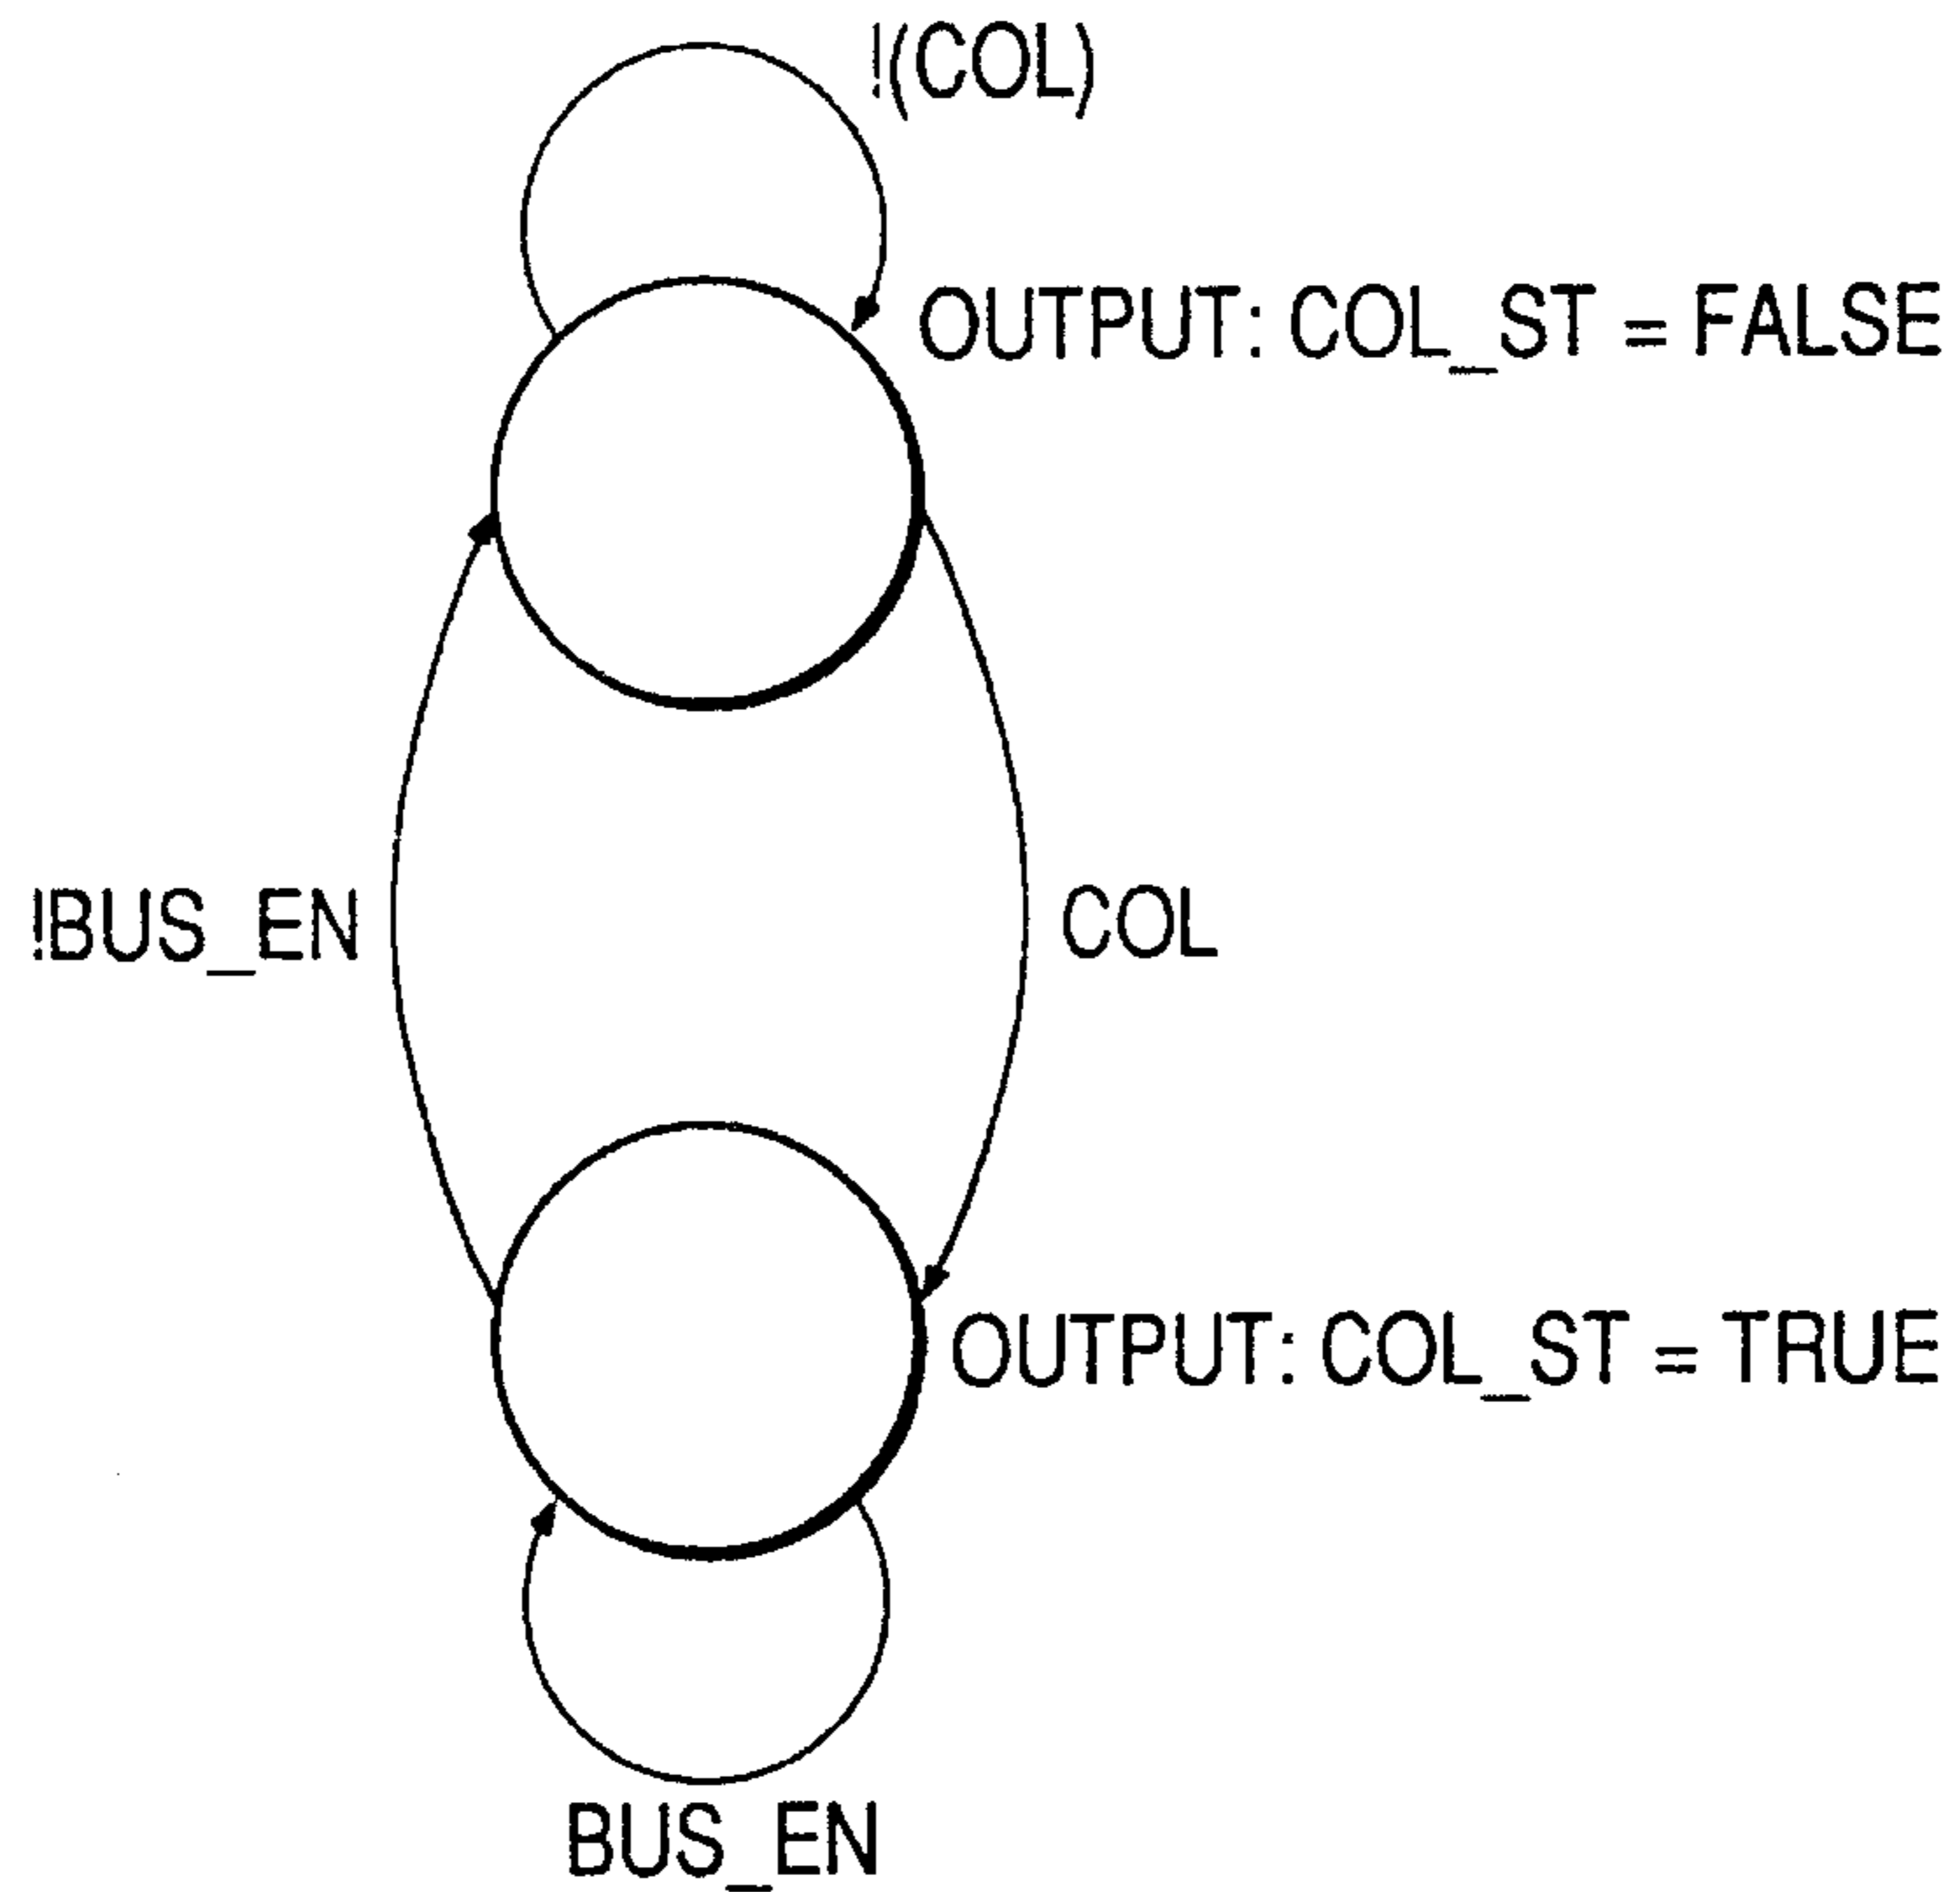 !(COL)
OUTPUT: COL_ST = FALSE
!BUS_EN
COL
OUTPUT: COL_ST = TRUE
BUS_EN